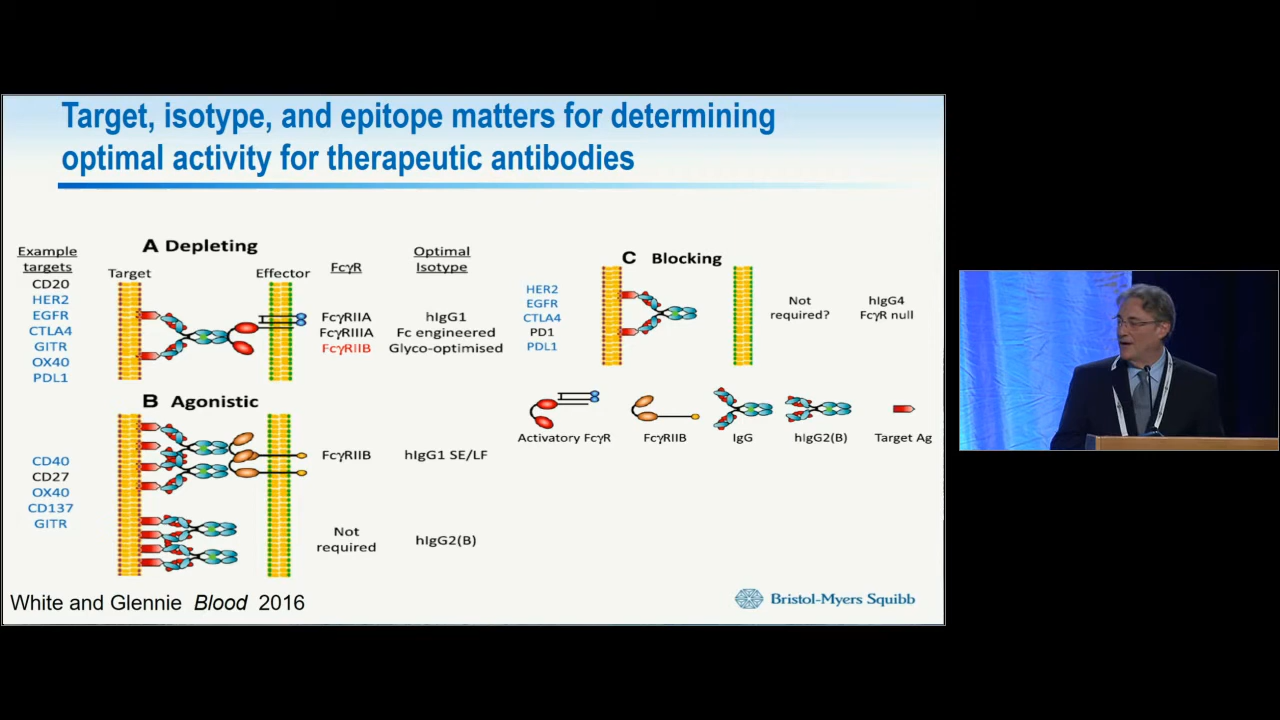 Target, isotype, and epitope matters for determining
optimal activity for therapeutic antibodies
A Depleting
Example
targets
Target
Effector
FcγR
Optimal
Isotype
CD20
HER2
EGFR
CTLA4
GITR
OX40
PDL1
FcγRIIA
FcγRIIIA
FcγRIIB
hIgG1
Fc engineered
Glyco-optimised
B Agonistic
CD40
CD27
OX40
CD137
GITR
FcγRIIB
hIgG1 SE/LF
Not
required
hIgG2(B)
C Blocking
HER2
EGFR
CTLA4
PD1
PDL1
Not
required?
hIgG4
FcγR null
Activatory FcγR
FcγRIIB
IgG
hIgG2(B)
Target Ag
White and Glennie Blood 2016
Bristol-Myers Squibb